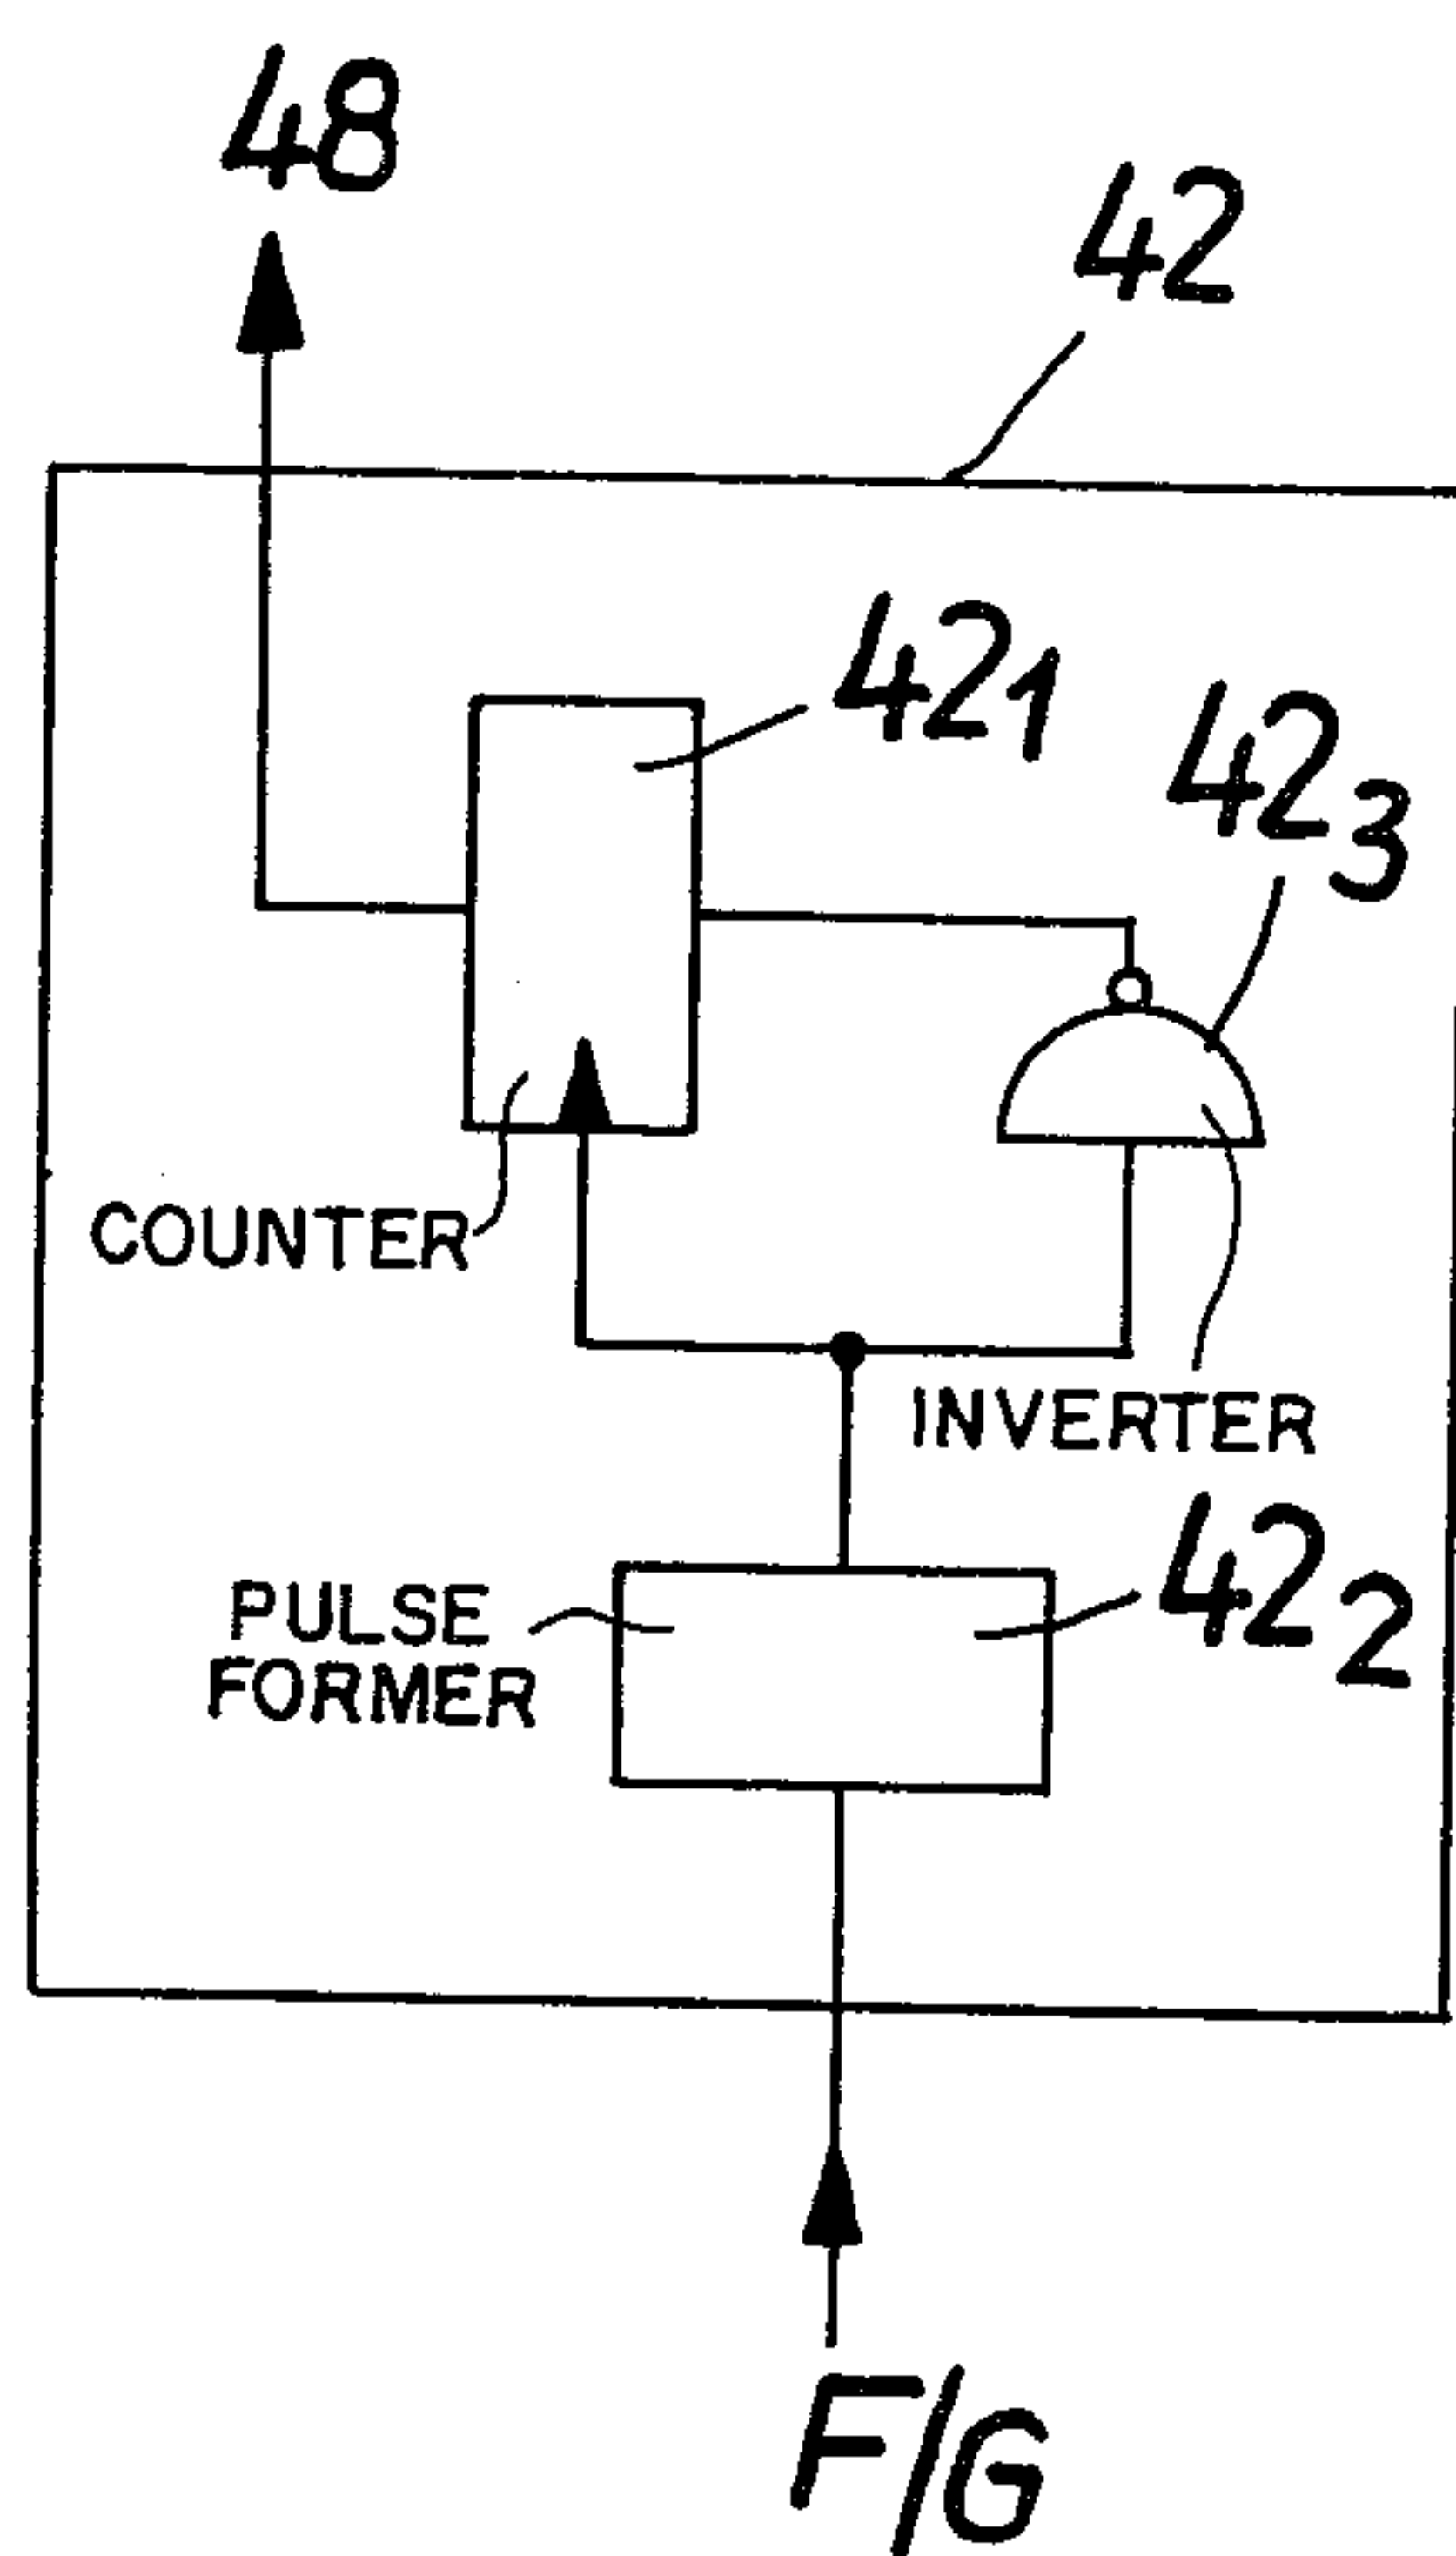 48
42
42₁
42₃
COUNTER
INVERTER
42₂
PULSE
FORMER
F/G